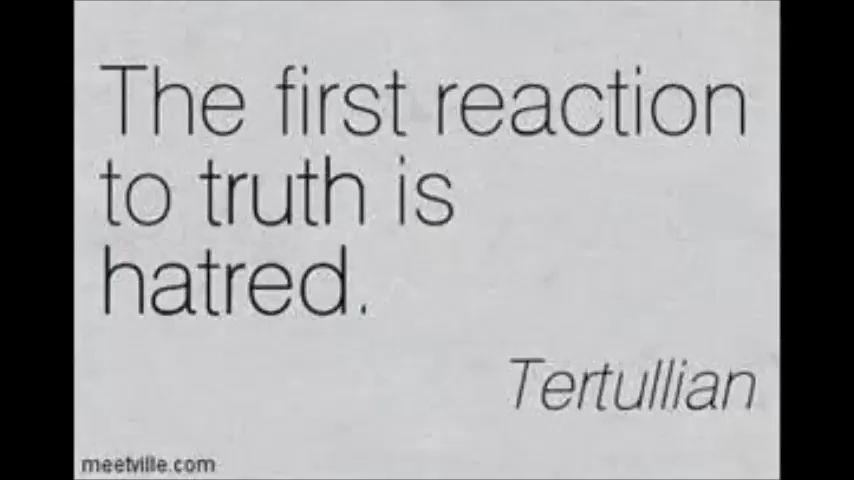 The first reaction
to truth is
hatred.
Tertullian
meetville.com